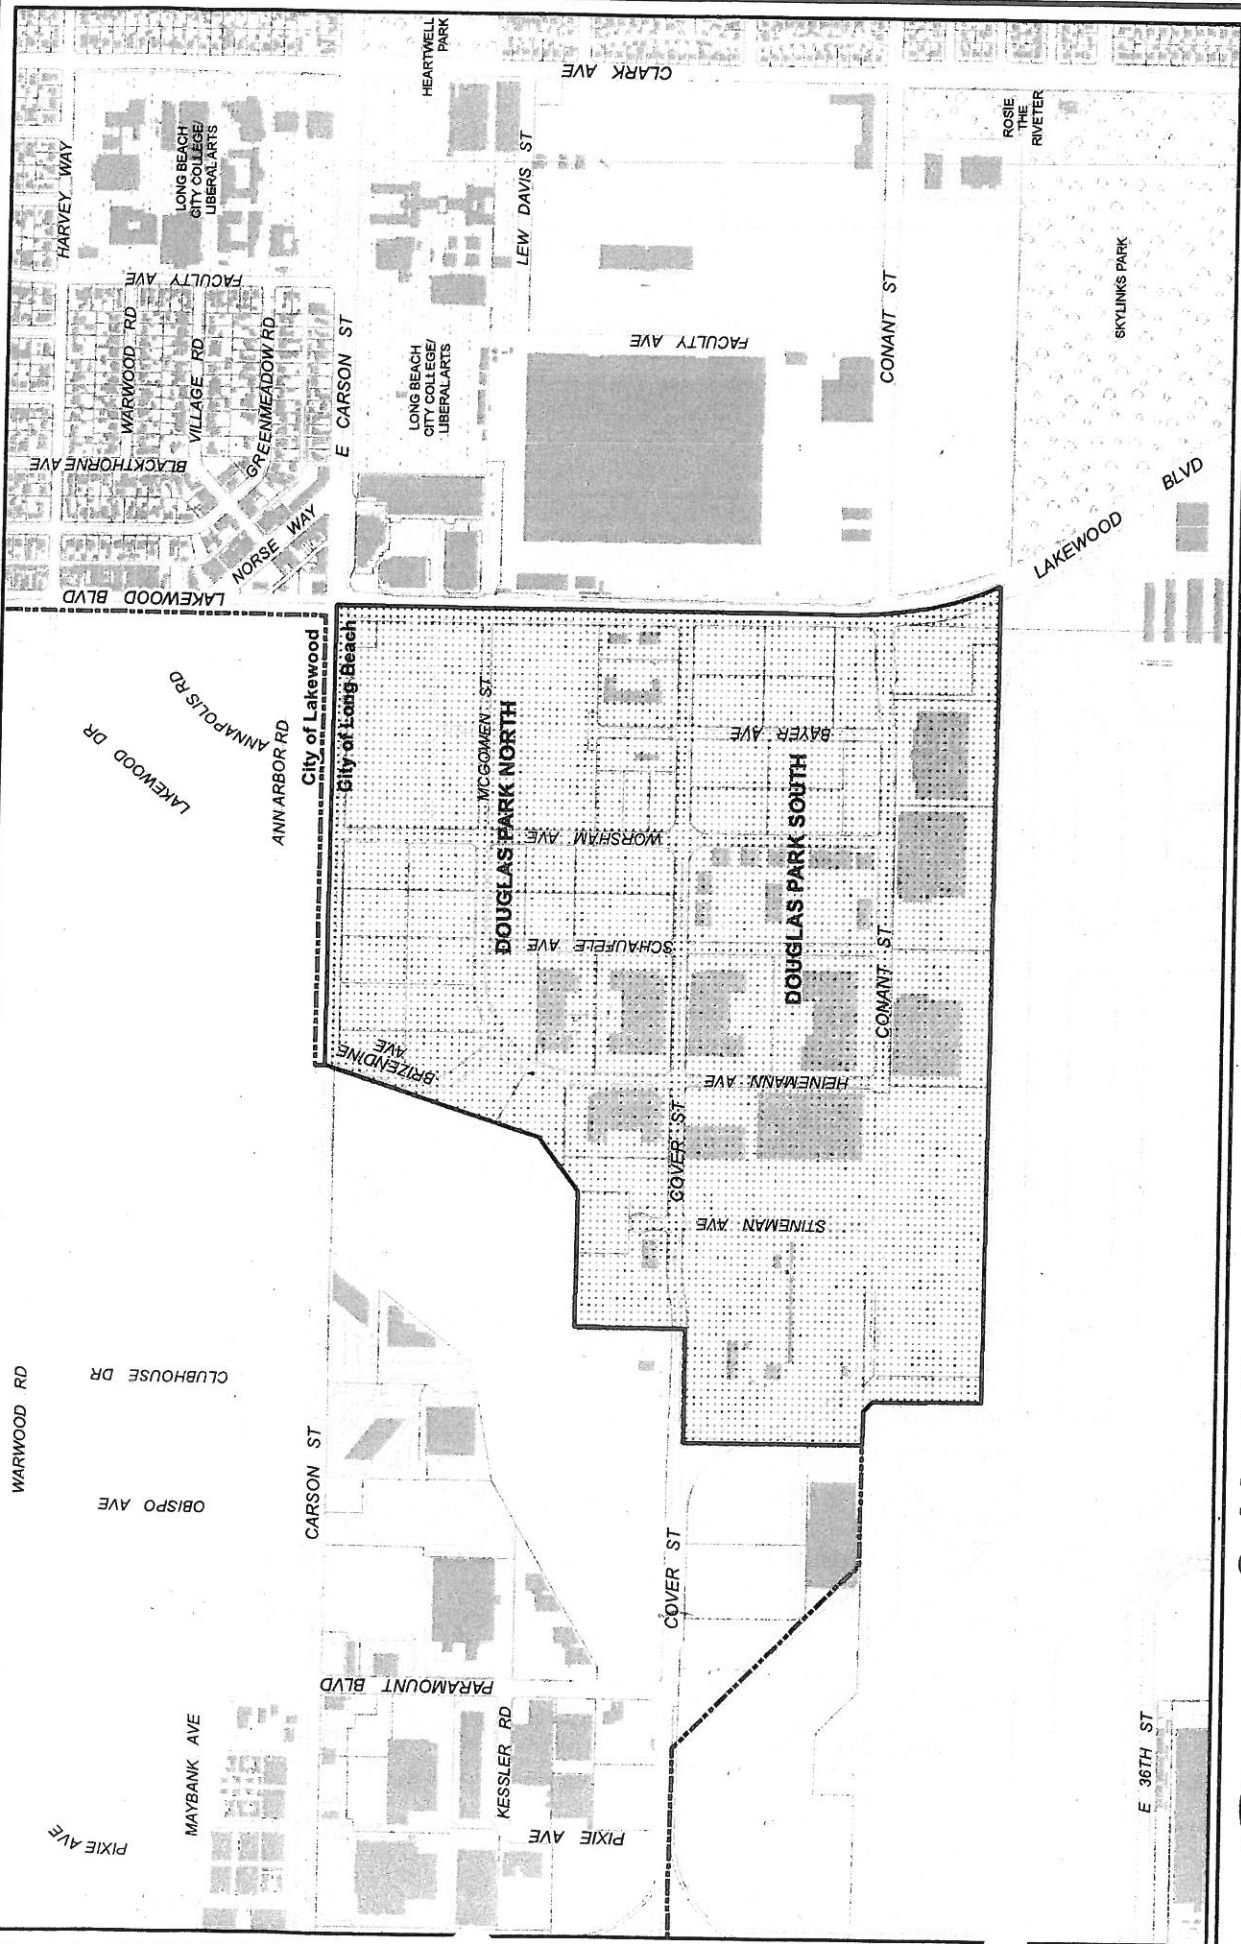 HEARTWELL
PARK
CLARK AVE
HARVEY WAY
LONG BEACH
CITY COLLEGE/
LIBERAL ARTS
LEW DAVIS ST
ROSIE
THE
RIVETER
FACULTY AVE
WARWOOD RD
VILLAGE RD
GREENMEADOW RD
E CARSON ST
LONG BEACH
CITY COLLEGE/
LIBERAL ARTS
FACULTY AVE
CONANT ST
SKYLINKS PARK
BLACKTHORNE AVE
NORSE WAY
LAKEWOOD BLVD
LAKEWOOD BLVD
City of Lakewood
City of Long Beach
ANNAPOLIS RD
LAKEWOOD DR
ANN ARBOR RD
MCGOWEN ST
DOUGLAS PARK NORTH
BAYER AVE
WORSHAM AVE
DOUGLAS PARK SOUTH
SCHAUFELE AVE
CONANT ST
BRIZENDINE
AVE
HEINEMANN AVE
COVER ST
STINEMAN AVE
CLUBHOUSE DR
WARWOOD RD
OBISPO AVE
CARSON ST
COVER ST
PARAMOUNT BLVD
MAYBANK AVE
KESSLER RD
PIXIE AVE
PIXIE AVE
E 36TH ST